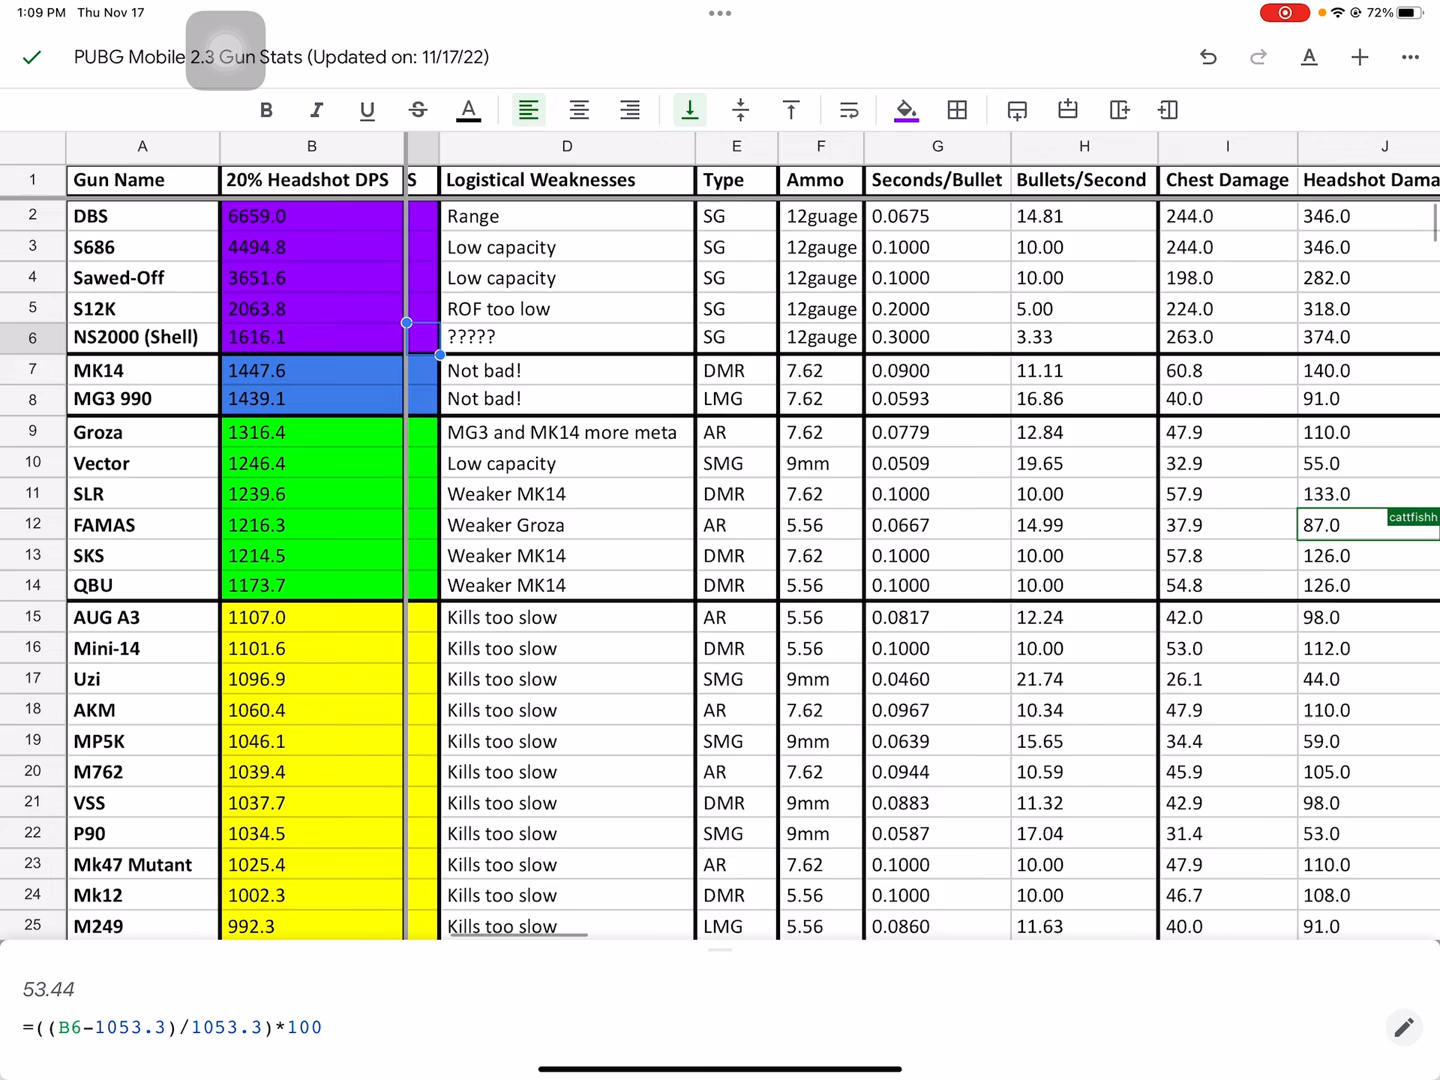 1:09 PM Thu Nov 17 72%
PUBG Mobile 2.3 Gun Stats (Updated on: 11/17/22)
B I U S A
A B D E F G H I J
1 Gun Name 20% Headshot DPS S Logistical Weaknesses Type Ammo Seconds/Bullet Bullets/Second Chest Damage Headshot Dama
2 DBS 6659.0 Range SG 12guage 0.0675 14.81 244.0 346.0
3 S686 4494.8 Low capacity SG 12gauge 0.1000 10.00 244.0 346.0
4 Sawed-Off 3651.6 Low capacity SG 12gauge 0.1000 10.00 198.0 282.0
5 S12K 2063.8 ROF too low SG 12gauge 0.2000 5.00 224.0 318.0
6 NS2000 (Shell) 1616.1 ????? SG 12gauge 0.3000 3.33 263.0 374.0
7 MK14 1447.6 Not bad! DMR 7.62 0.0900 11.11 60.8 140.0
8 MG3 990 1439.1 Not bad! LMG 7.62 0.0593 16.86 40.0 91.0
9 Groza 1316.4 MG3 and MK14 more meta AR 7.62 0.0779 12.84 47.9 110.0
10 Vector 1246.4 Low capacity SMG 9mm 0.0509 19.65 32.9 55.0
11 SLR 1239.6 Weaker MK14 DMR 7.62 0.1000 10.00 57.9 133.0
12 FAMAS 1216.3 Weaker Groza AR 5.56 0.0667 14.99 37.9 87.0 cattfishh
13 SKS 1214.5 Weaker MK14 DMR 7.62 0.1000 10.00 57.8 126.0
14 QBU 1173.7 Weaker MK14 DMR 5.56 0.1000 10.00 54.8 126.0
15 AUG A3 1107.0 Kills too slow AR 5.56 0.0817 12.24 42.0 98.0
16 Mini-14 1101.6 Kills too slow DMR 5.56 0.1000 10.00 53.0 112.0
17 Uzi 1096.9 Kills too slow SMG 9mm 0.0460 21.74 26.1 44.0
18 AKM 1060.4 Kills too slow AR 7.62 0.0967 10.34 47.9 110.0
19 MP5K 1046.1 Kills too slow SMG 9mm 0.0639 15.65 34.4 59.0
20 M762 1039.4 Kills too slow AR 7.62 0.0944 10.59 45.9 105.0
21 VSS 1037.7 Kills too slow DMR 9mm 0.0883 11.32 42.9 98.0
22 P90 1034.5 Kills too slow SMG 9mm 0.0587 17.04 31.4 53.0
23 Mk47 Mutant 1025.4 Kills too slow AR 7.62 0.1000 10.00 47.9 110.0
24 Mk12 1002.3 Kills too slow DMR 5.56 0.1000 10.00 46.7 108.0
25 M249 992.3 Kills too slow LMG 5.56 0.0860 11.63 40.0 91.0
53.44
=((B6-1053.3)/1053.3)*100